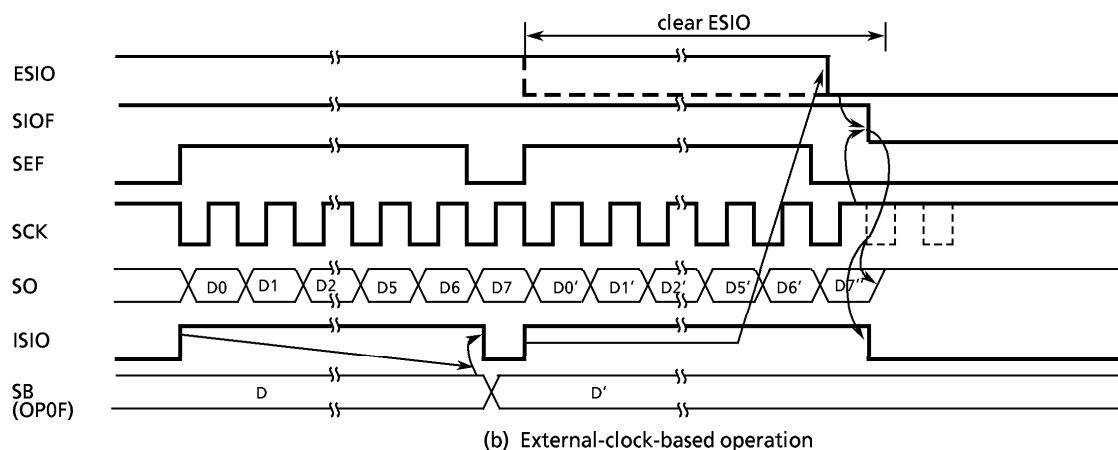 clear ESIO
ESIO
SIOF
SEF
SCK
SO D0 D1 D2 D5 D6 D7 D0' D1' D2' D5' D6' D7''
ISIO
SB D D'
(OP0F)
(b) External-clock-based operation